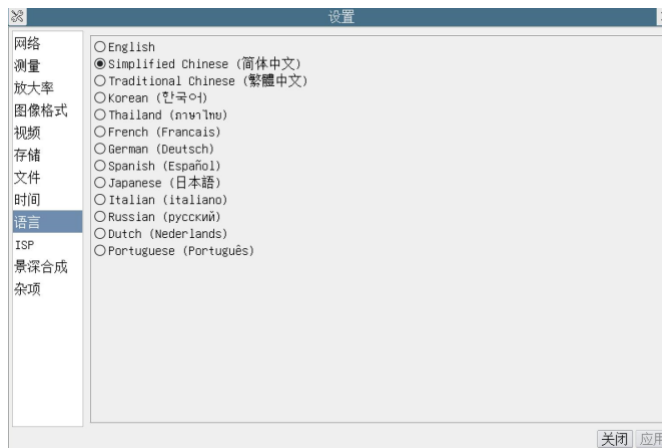 设置
网络
测量
放大率
图像格式
视频
存储
文件
时间
语言
ISP
景深合成
杂项
English
Simplified Chinese (简体中文)
Traditional Chinese (繁體中文)
Korean (한국어)
Thailand (ภาษาไทย)
French (Francais)
German (Deutsch)
Spanish (Español)
Japanese (日本語)
Italian (italiano)
Russian (русский)
Dutch (Nederlands)
Portuguese (Português)
关闭
应用